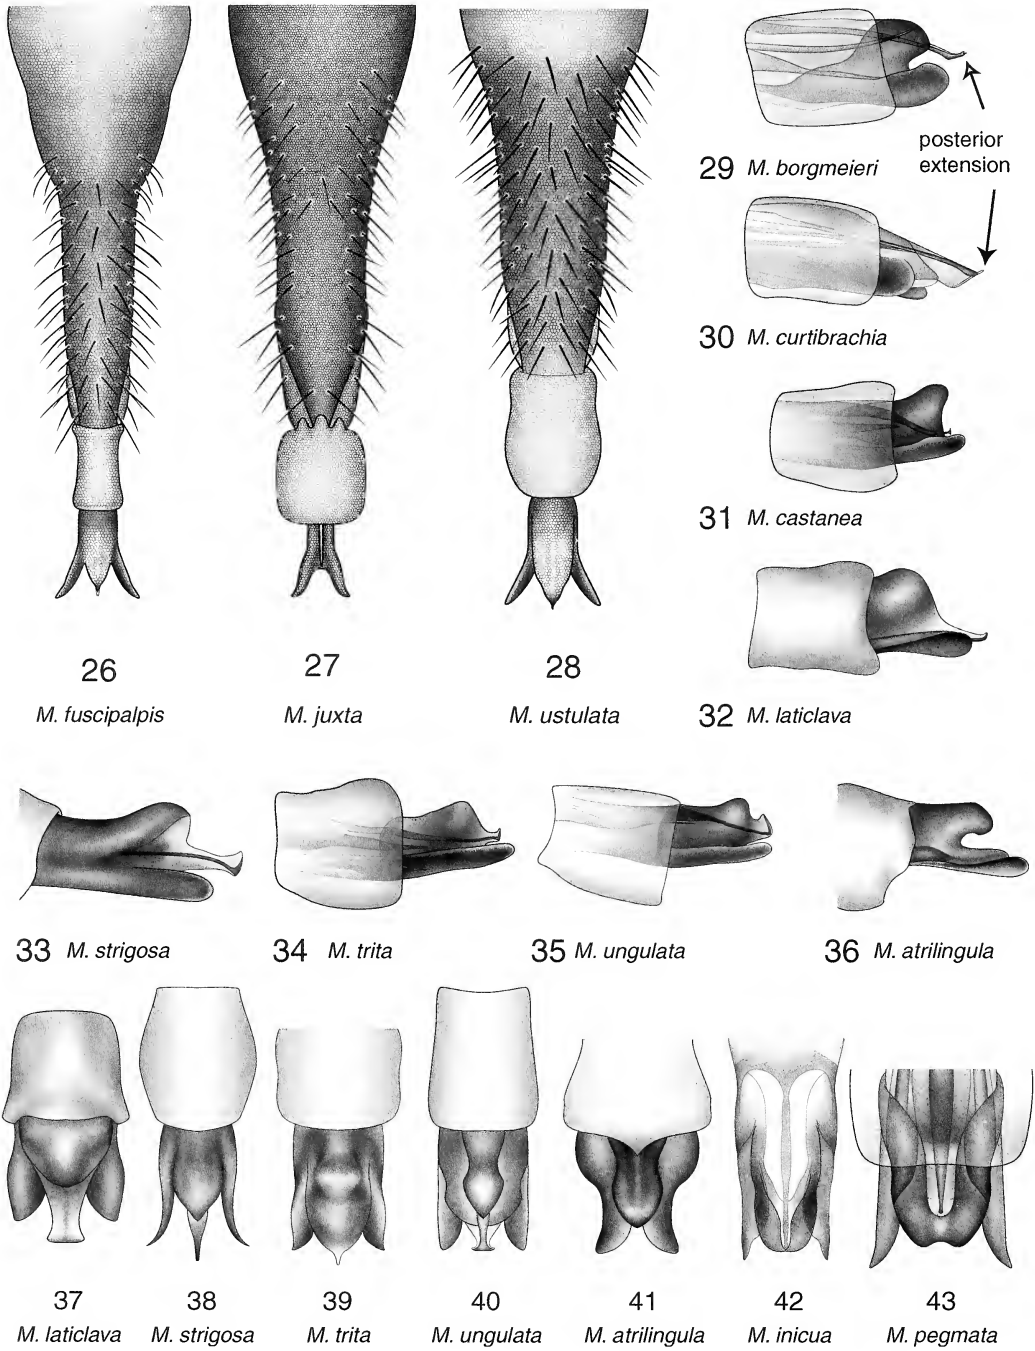 posterior
extension
29 M. borgmeieri
30 M. curtibrachia
31 M. castanea
26
27
28
M. fuscipalpis
M. juxta
M. ustulata
32 M. laticlava
33 M. strigosa
34 M. trita
35 M. ungulata
36 M. atrilingula
37
38
39
40
41
42
43
M. laticlava
M. strigosa
M. trita
M. ungulata
M. atrilingula
M. inicua
M. pegmata